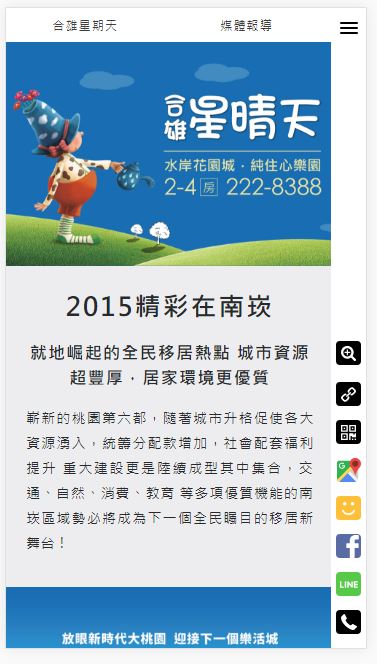 合雄星期天 媒體報導
合雄 星晴天
水岸花園城．純住心樂園
2-4房 222-8388
2015精彩在南崁
就地崛起的全民移居熱點 城市資源
超豐厚，居家環境更優質
嶄新的桃園第六都，隨著城市升格促使各大
資源湧入，統籌分配款增加，社會配套福利
提升 重大建設更是陸續成型其中集合，交
通、自然、消費、教育 等多項優質機能的南
崁區域勢必將成為下一個全民矚目的移居新
舞台！
G
LINE
放眼新時代大桃園 迎接下一個樂活城